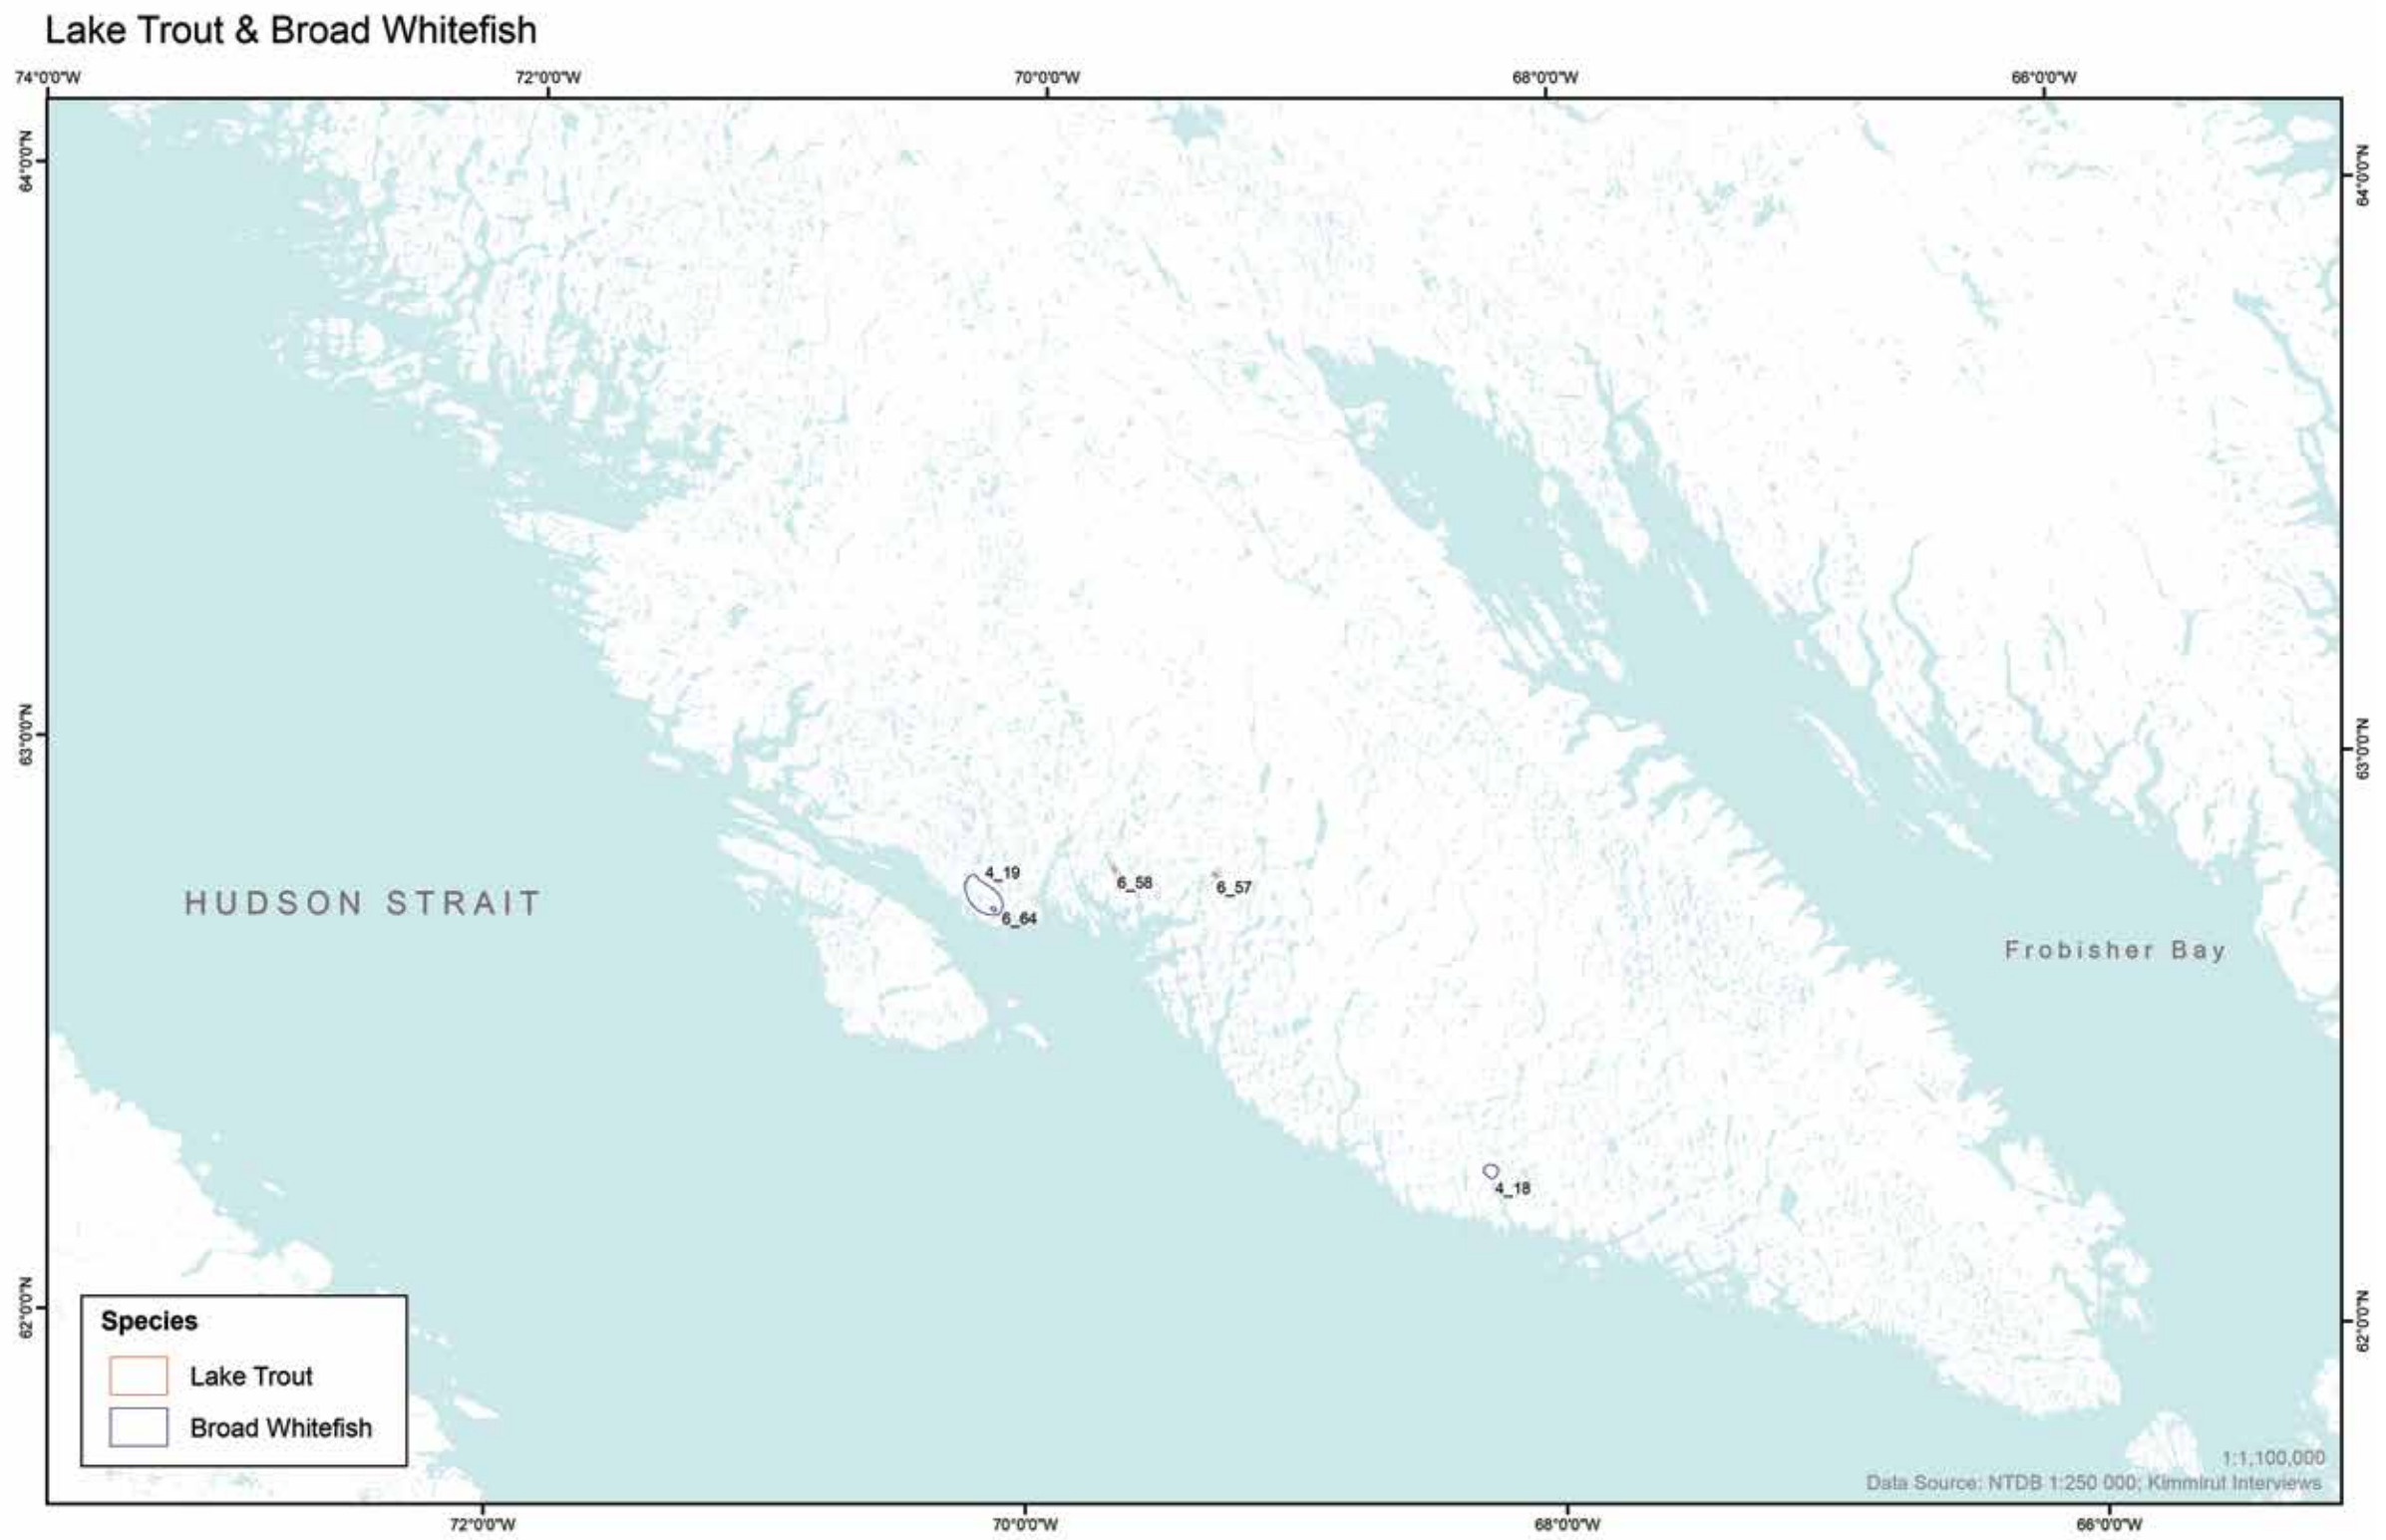 Lake Trout & Broad Whitefish
74°0'0"W 72°0'0"W 70°0'0"W 68°0'0"W 66°0'0"W
64°0'0"N
64°0'0"N
63°0'0"N
63°0'0"N
4_19
6_58
6_57
6_64
HUDSON STRAIT
Frobisher Bay
4_18
62°0'0"N
62°0'0"N
Species
Lake Trout
Broad Whitefish
1:1,100,000
Data Source: NTDB 1:250 000; Kimmirut Interviews
72°0'0"W 70°0'0"W 68°0'0"W 66°0'0"W